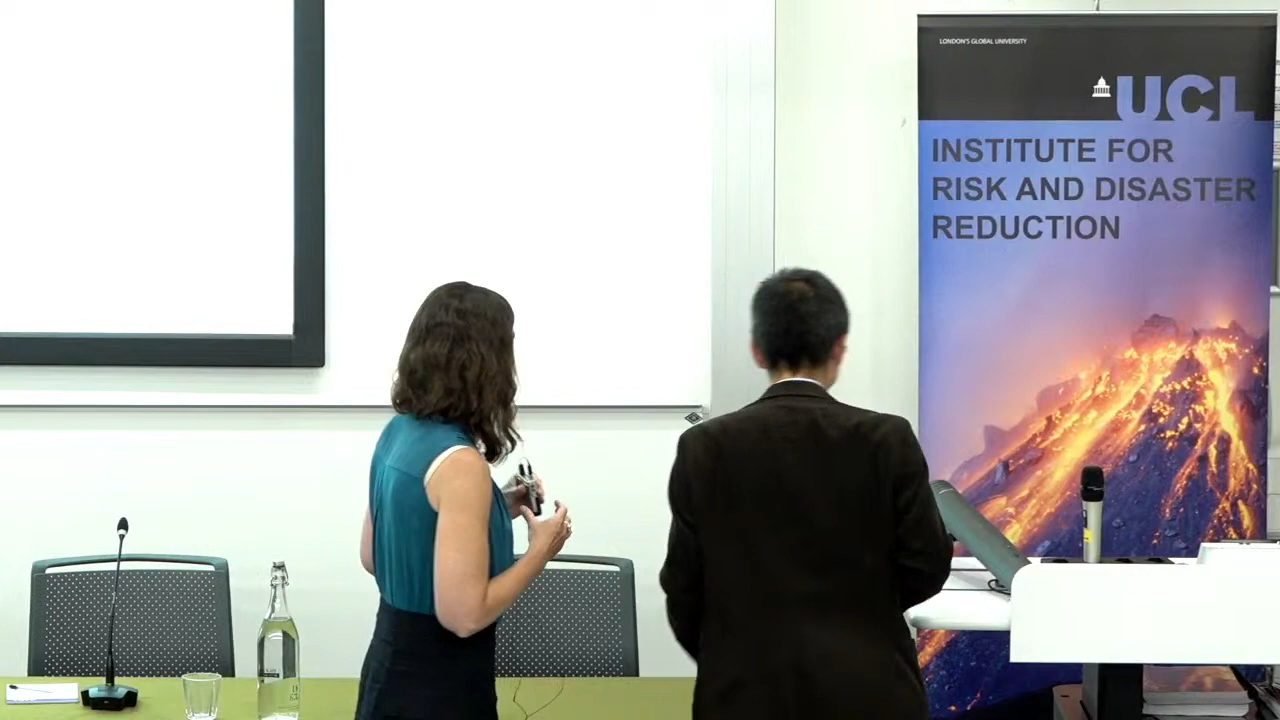 LONDON'S GLOBAL UNIVERSITY
UCL
INSTITUTE FOR
RISK AND DISASTER
REDUCTION